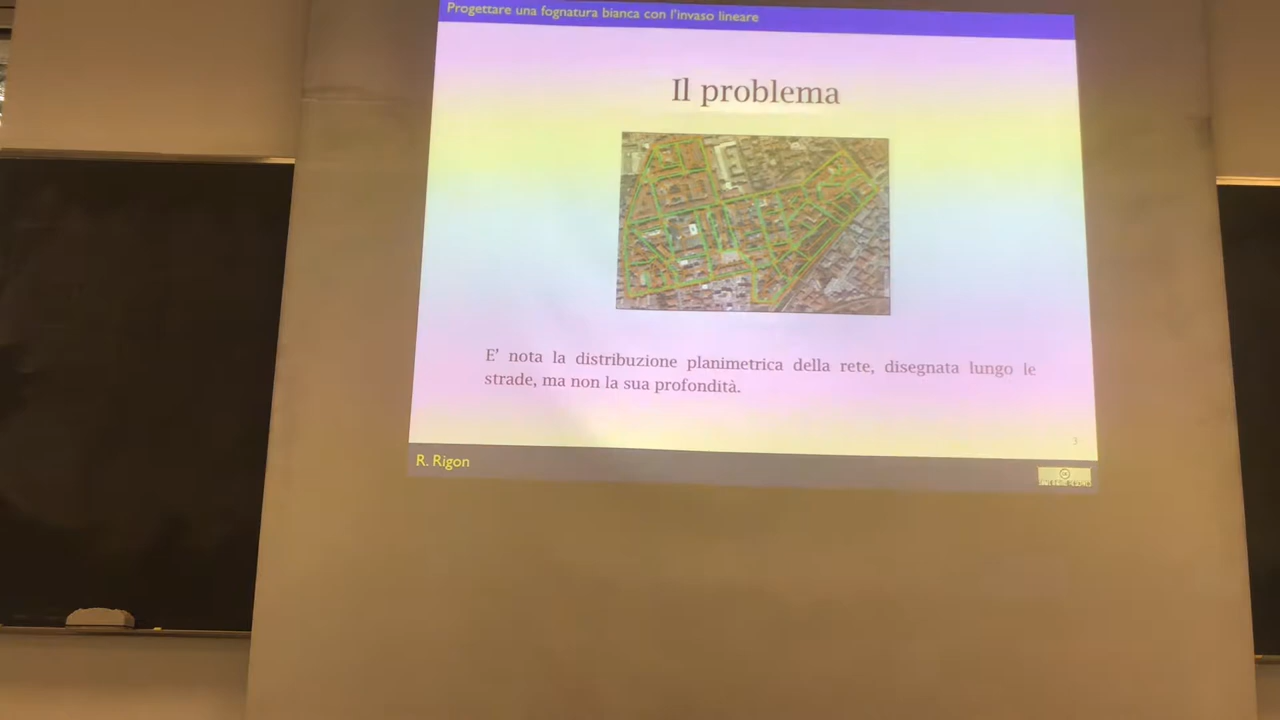 Progettare una fognatura bianca con l'invaso lineare
Il problema
E' nota la distribuzione planimetrica della rete, disegnata lungo le
strade, ma non la sua profondità.
3
R. Rigon